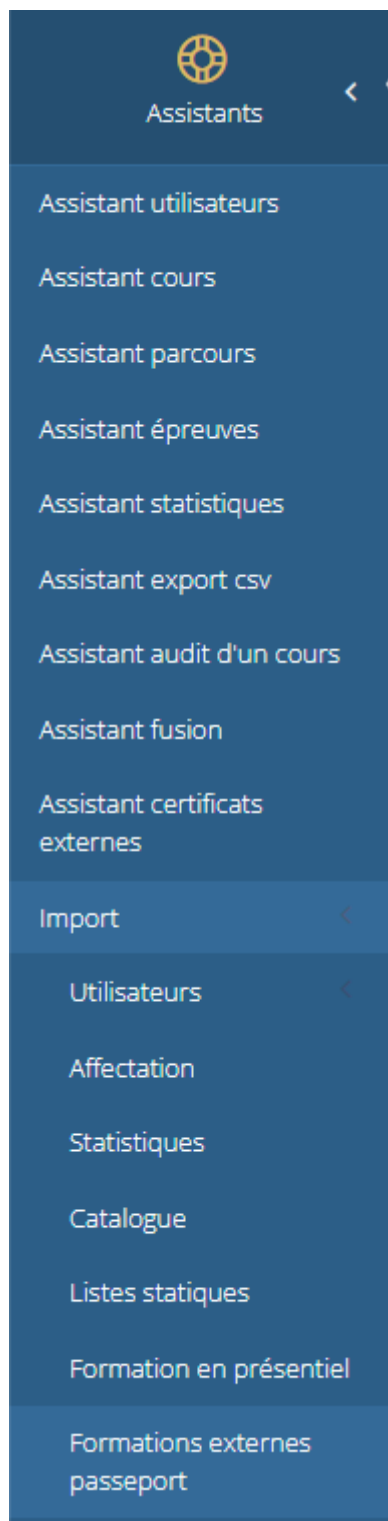 Assistants
Assistant utilisateurs
Assistant cours
Assistant parcours
Assistant épreuves
Assistant statistiques
Assistant export csv
Assistant audit d'un cours
Assistant fusion
Assistant certificats
externes
Import
Utilisateurs
Affectation
Statistiques
Catalogue
Listes statiques
Formation en présentiel
Formations externes
passeport